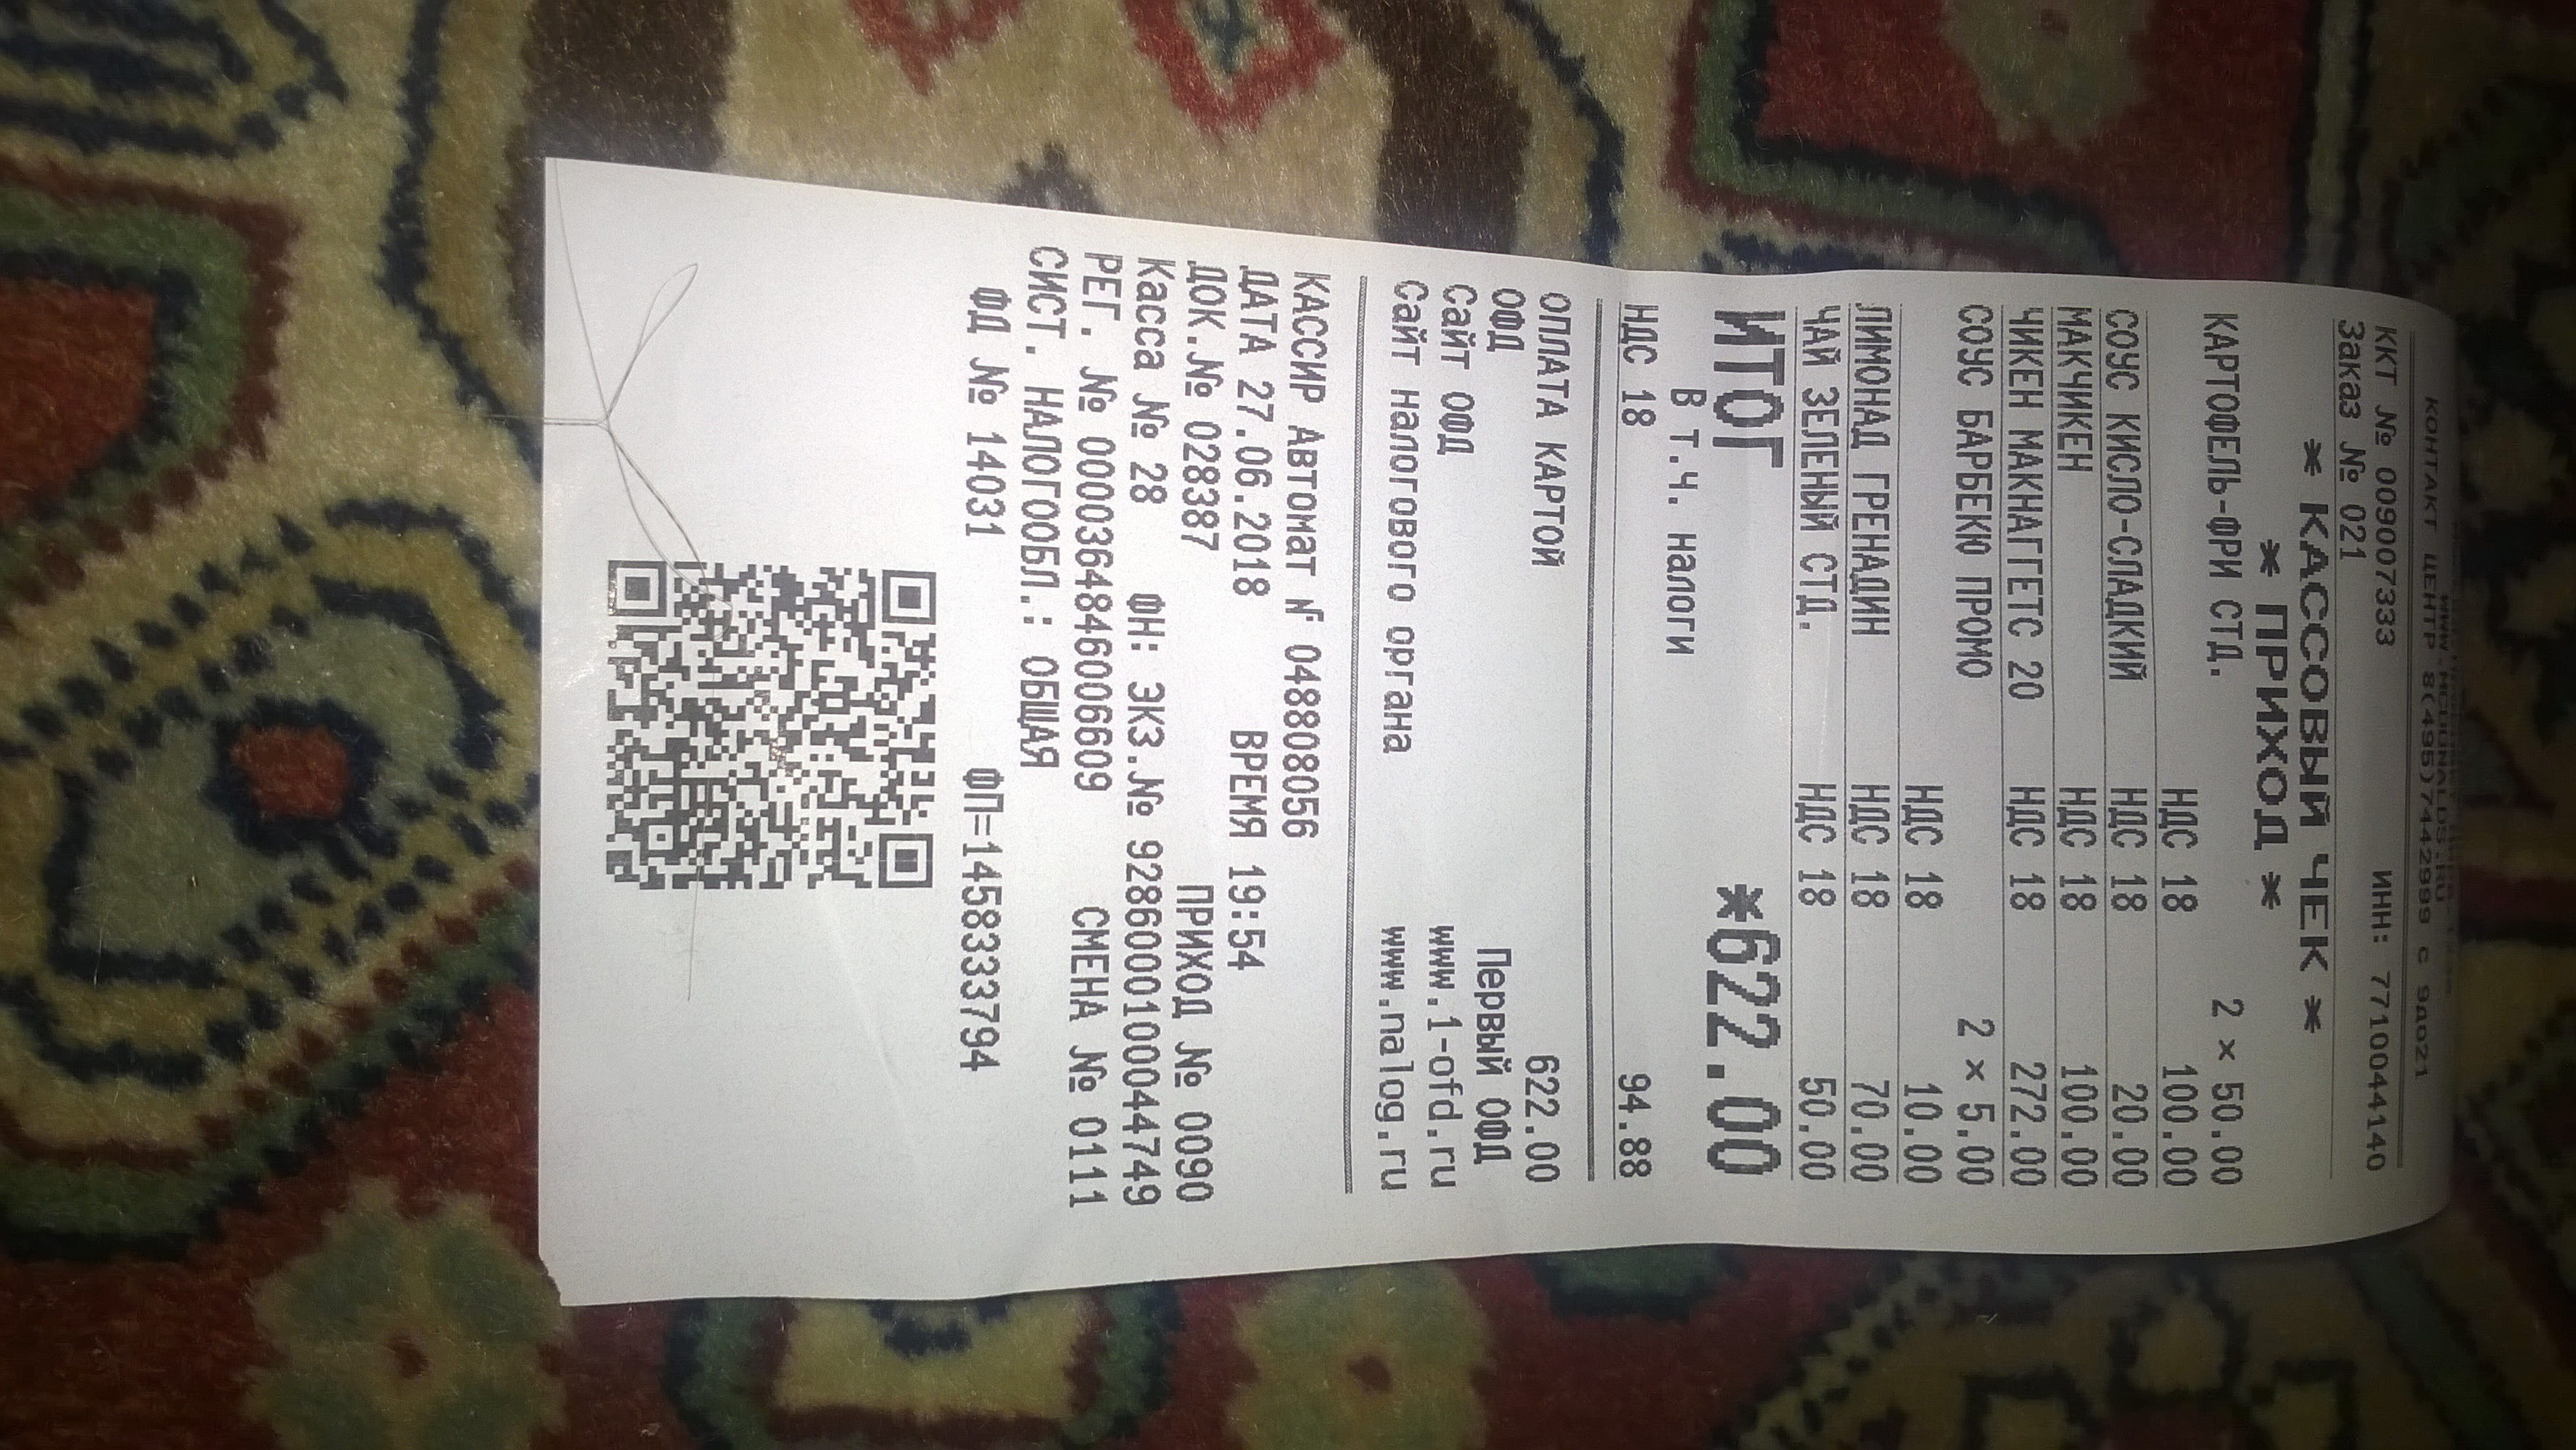 WWW.MCDONALDS.RU
КОНТАКТ ЦЕНТР 8(495)7442999 с 9до21
ККТ № 00907333 ИНН: 7710044140
Заказ № 021
* КАССОВЫЙ ЧЕК *
* ПРИХОД *
КАРТОФЕЛЬ-ФРИ СТД. 2 × 50.00
НДС 18 100.00
СОУС КИСЛО-СЛАДКИЙ НДС 18 20.00
МАКЧИКЕН НДС 18 100.00
ЧИКЕН МАКНАГГЕТС 20 НДС 18 272.00
СОУС БАРБЕКЮ ПРОМО 2 × 5.00
НДС 18 10.00
ЛИМОНАД ГРЕНАДИН НДС 18 70.00
ЧАЙ ЗЕЛЕНЫЙ СТД. НДС 18 50.00
ИТОГ *622.00
В т.ч. налоги
НДС 18 94.88
ОПЛАТА КАРТОЙ 622.00
ОФД Первый ОФД
Сайт ОФД www.1-ofd.ru
Сайт налогового органа www.nalog.ru
КАССИР Автомат № 048808056
ДАТА 27.06.2018 ВРЕМЯ 19:54
ДОК.№ 028387 ПРИХОД № 0090
Касса № 28 ФН: ЭКЗ.№ 9286000100044749
РЕГ. № 0000364846006609 СМЕНА № 0111
СИСТ. НАЛОГООБЛ.: ОБЩАЯ
ФД № 14031 ФП=1458333794